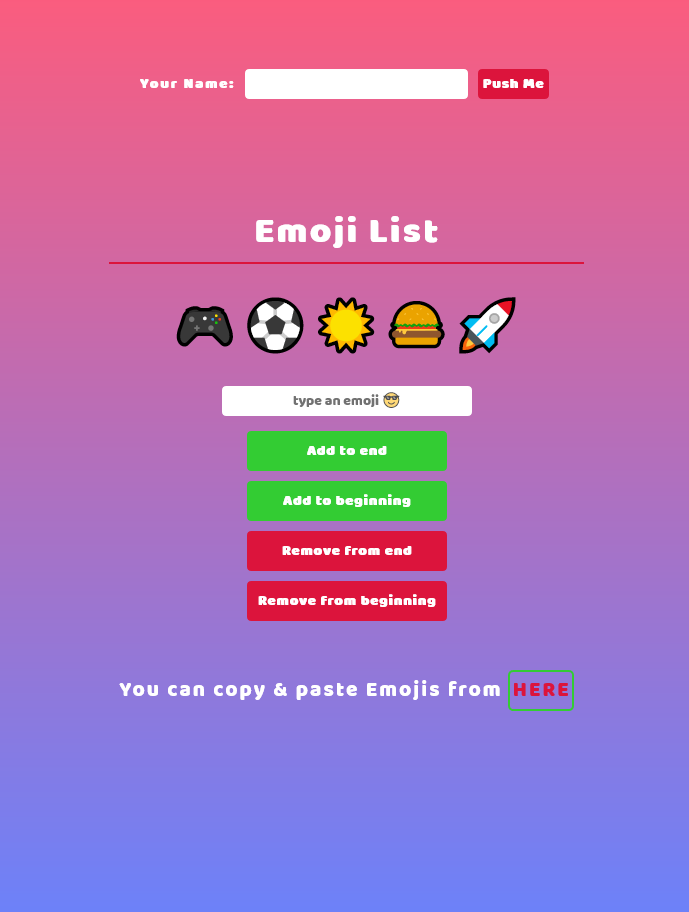 Your Name:
Push Me
Emoji List
type an emoji 😎
Add to end
Add to beginning
Remove from end
Remove from beginning
You can copy & paste Emojis from HERE